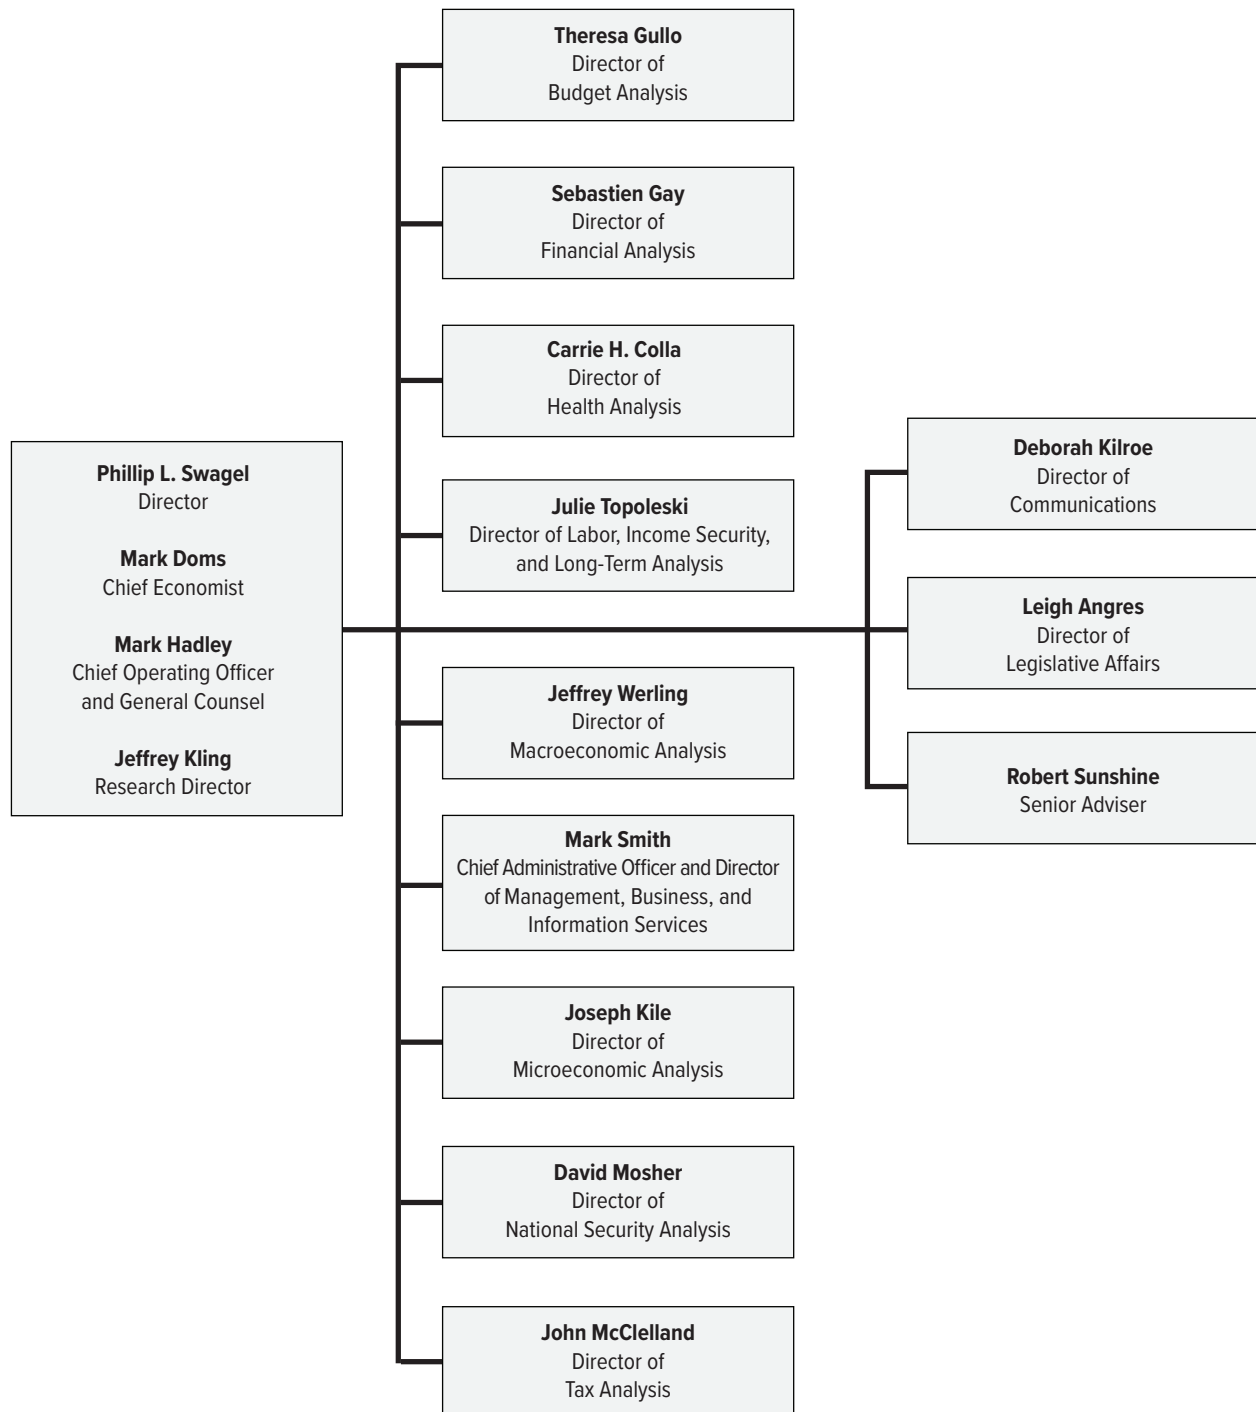 Theresa Gullo
Director of
Budget Analysis
Sebastien Gay
Director of
Financial Analysis
Carrie H. Colla
Director of
Health Analysis
Phillip L. Swagel
Director
Mark Doms
Chief Economist
Mark Hadley
Chief Operating Officer
and General Counsel
Jeffrey Kling
Research Director
Julie Topoleski
Director of Labor, Income Security,
and Long-Term Analysis
Jeffrey Werling
Director of
Macroeconomic Analysis
Mark Smith
Chief Administrative Officer and Director
of Management, Business, and
Information Services
Joseph Kile
Director of
Microeconomic Analysis
David Mosher
Director of
National Security Analysis
John McClelland
Director of
Tax Analysis
Deborah Kilroe
Director of
Communications
Leigh Angres
Director of
Legislative Affairs
Robert Sunshine
Senior Adviser